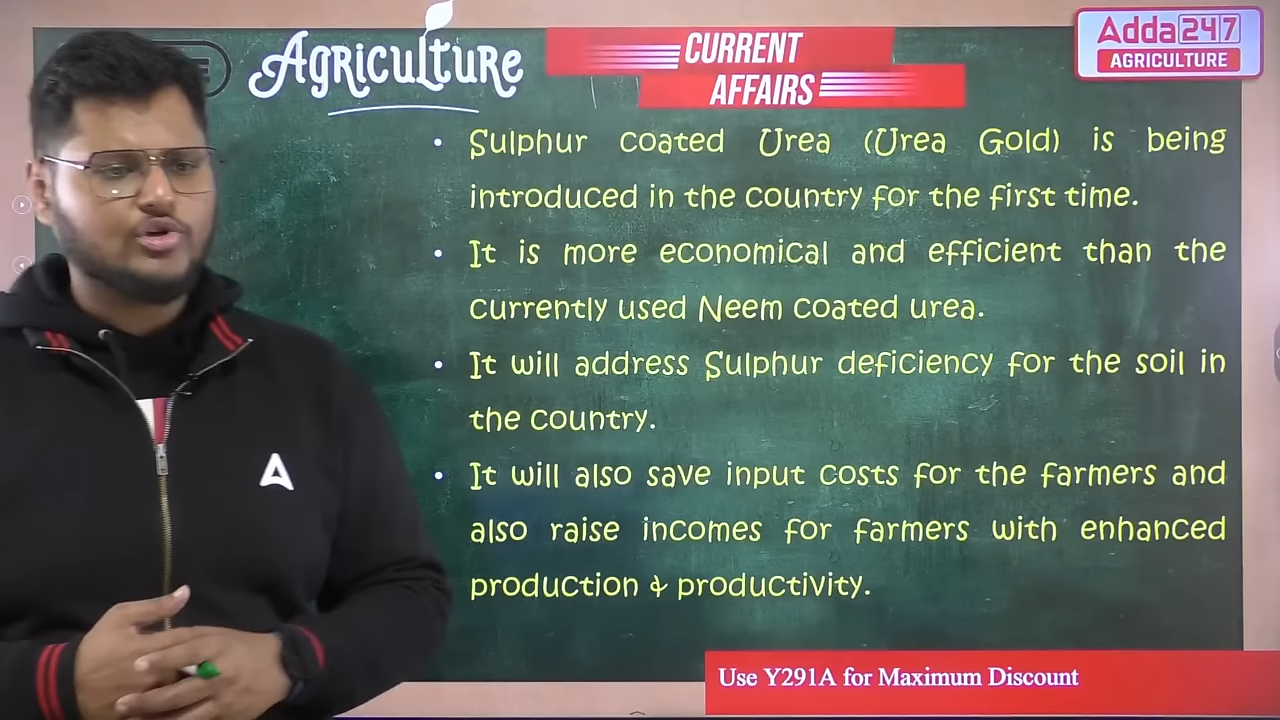 Agriculture
CURRENT
AFFAIRS
Adda247
AGRICULTURE
• Sulphur coated Urea (Urea Gold) is being
introduced in the country for the first time.
• It is more economical and efficient than the
currently used Neem coated urea.
• It will address Sulphur deficiency for the soil in
the country.
• It will also save input costs for the farmers and
also raise incomes for farmers with enhanced
production & productivity.
Use Y291A for Maximum Discount